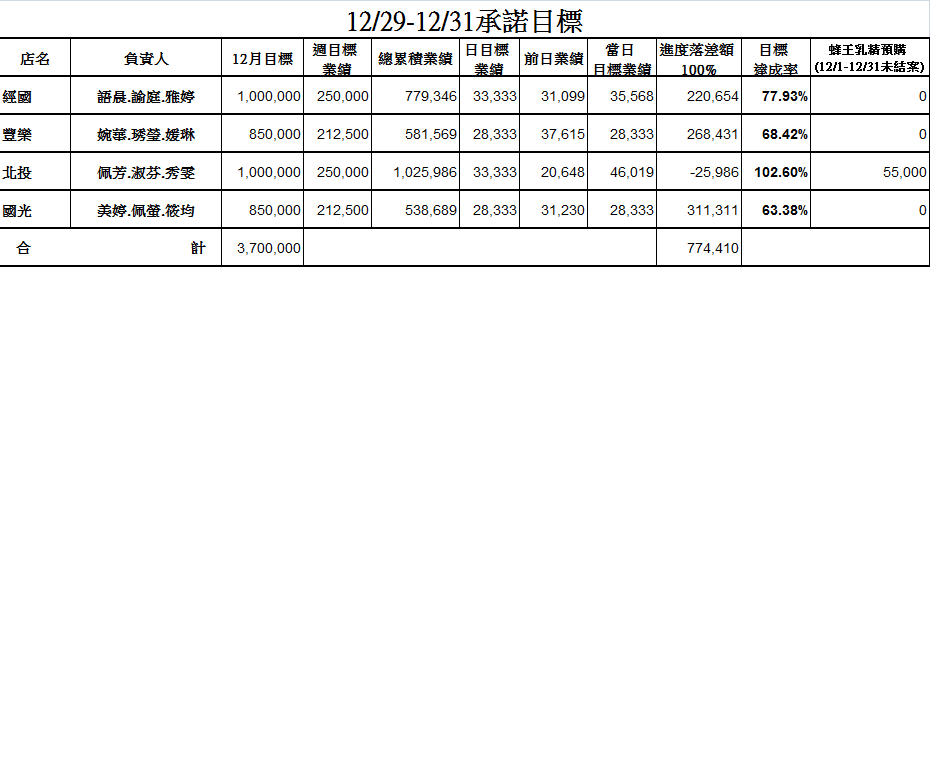 12/29-12/31承諾目標
店名 負責人 12月目標 週目標業績 總累積業績 日目標業績 前日業績 當日目標業績 進度落差額100% 目標達成率 蜂王乳精預購(12/1-12/31未結案)
經國 語晨.諭庭.雅婷 1,000,000 250,000 779,346 33,333 31,099 35,568 220,654 77.93% 0
豐樂 婉華.琇瑩.媛琳 850,000 212,500 581,569 28,333 37,615 28,333 268,431 68.42% 0
北投 佩芳.淑芬.秀雯 1,000,000 250,000 1,025,986 33,333 20,648 46,019 -25,986 102.60% 55,000
國光 美婷.佩螢.筱均 850,000 212,500 538,689 28,333 31,230 28,333 311,311 63.38% 0
合計 3,700,000 774,410